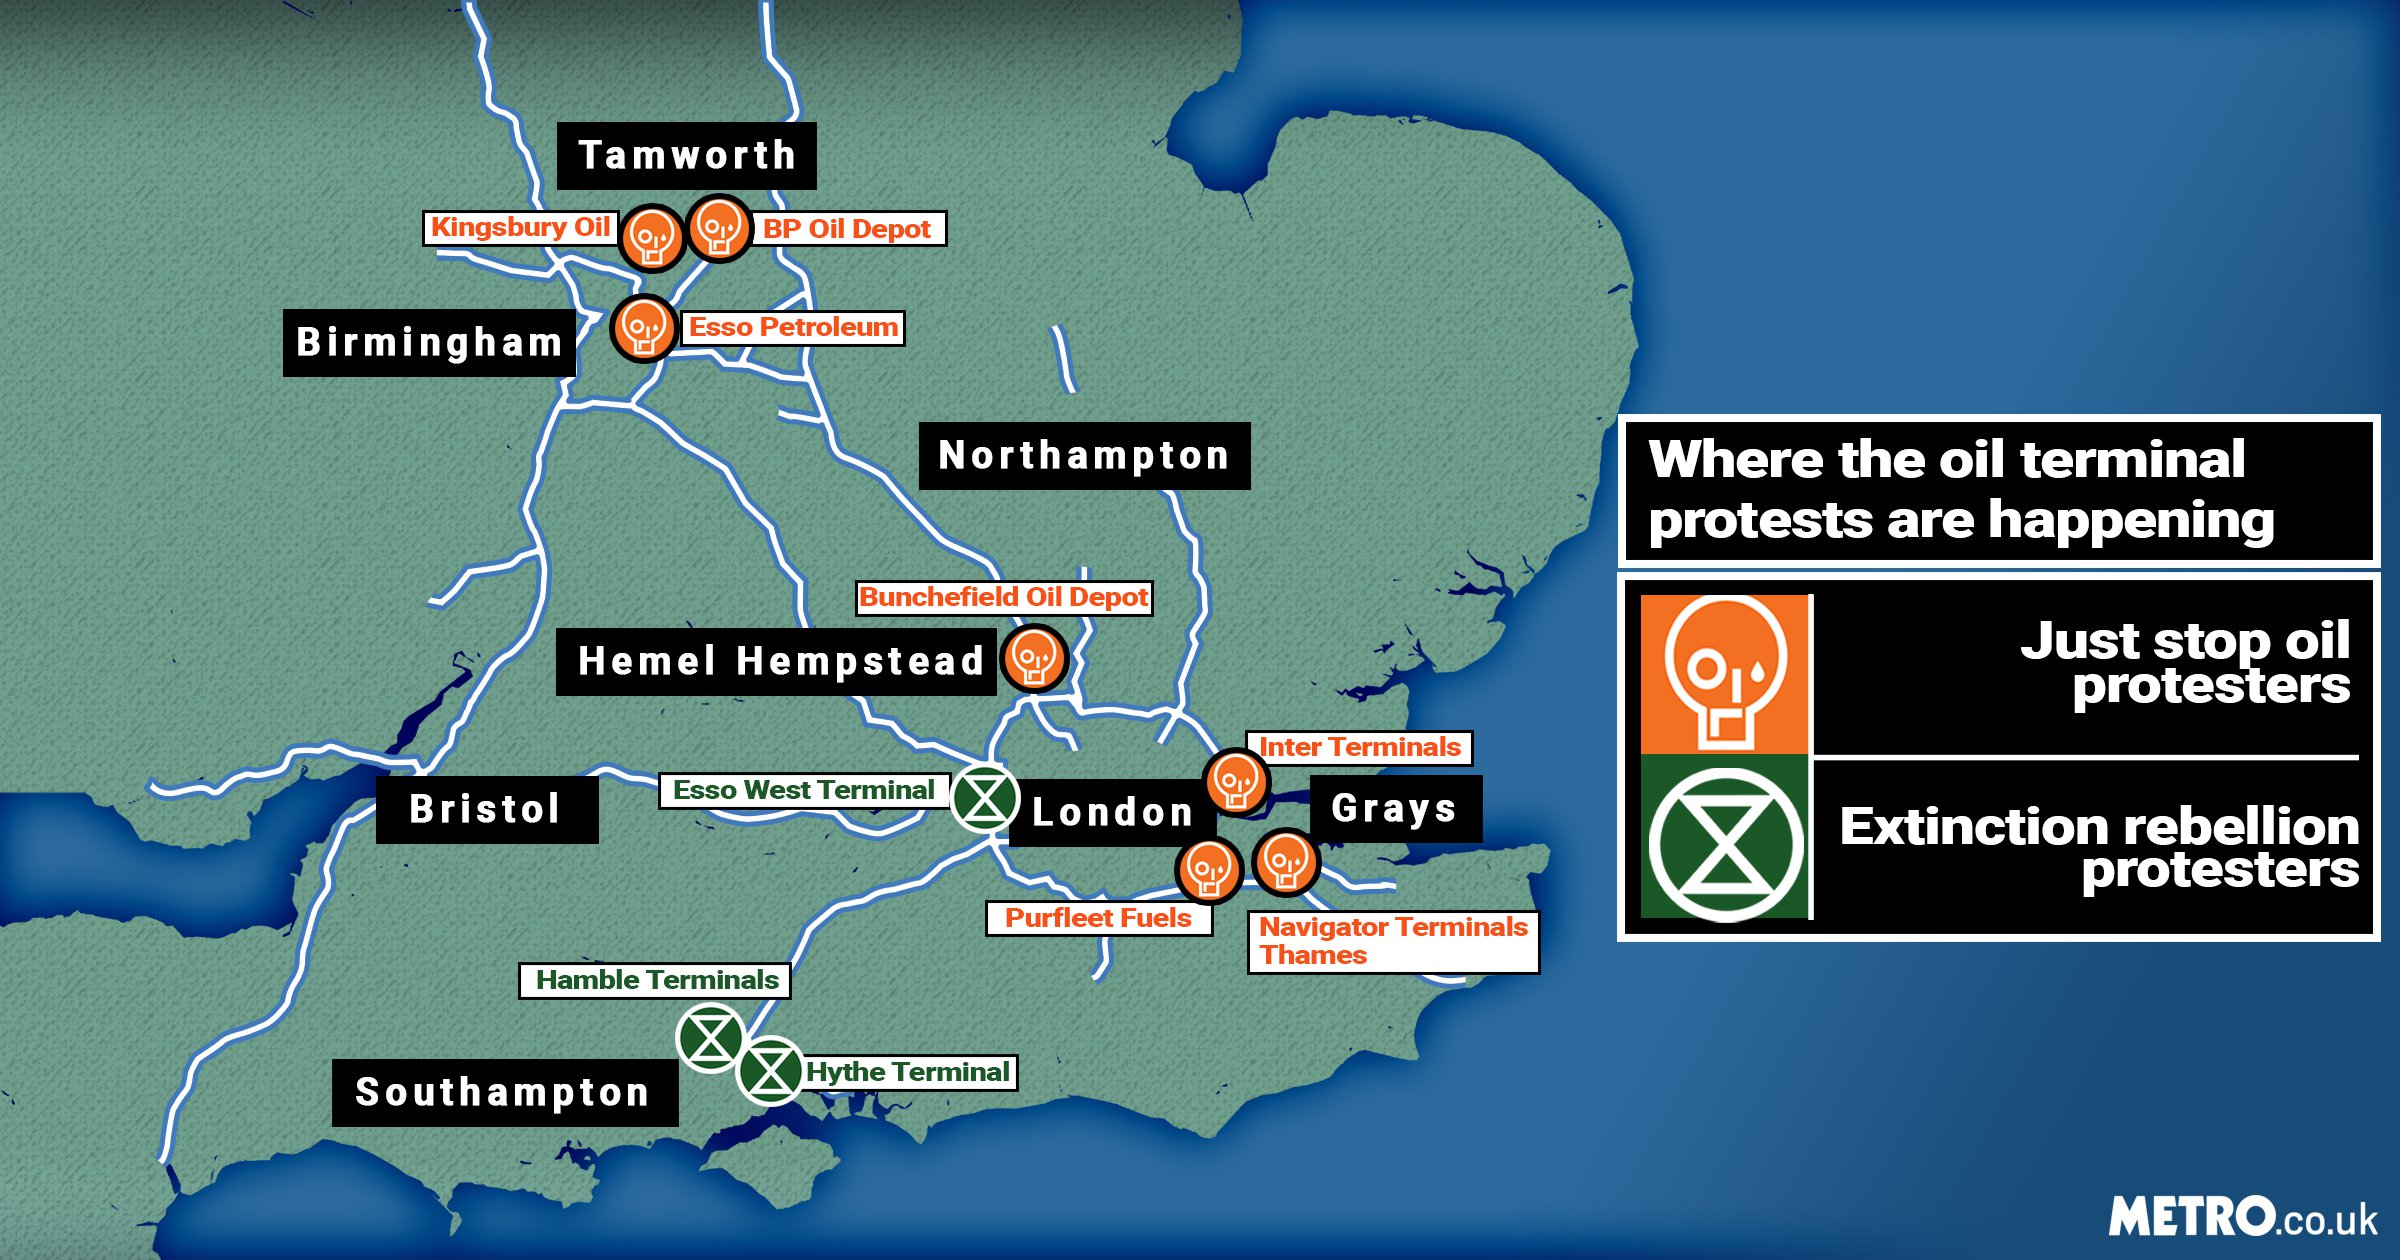 Tamworth
Kingsbury Oil
BP Oil Depot
Birmingham
Esso Petroleum
Northampton
Where the oil terminal
protests are happening
Bunchefield Oil Depot
Hemel Hempstead
Just stop oil
protesters
Inter Terminals
Esso West Terminal
London
Grays
Bristol
Extinction rebellion
protesters
Purfleet Fuels
Navigator Terminals
Thames
Hamble Terminals
Hythe Terminal
Southampton
METRO.co.uk